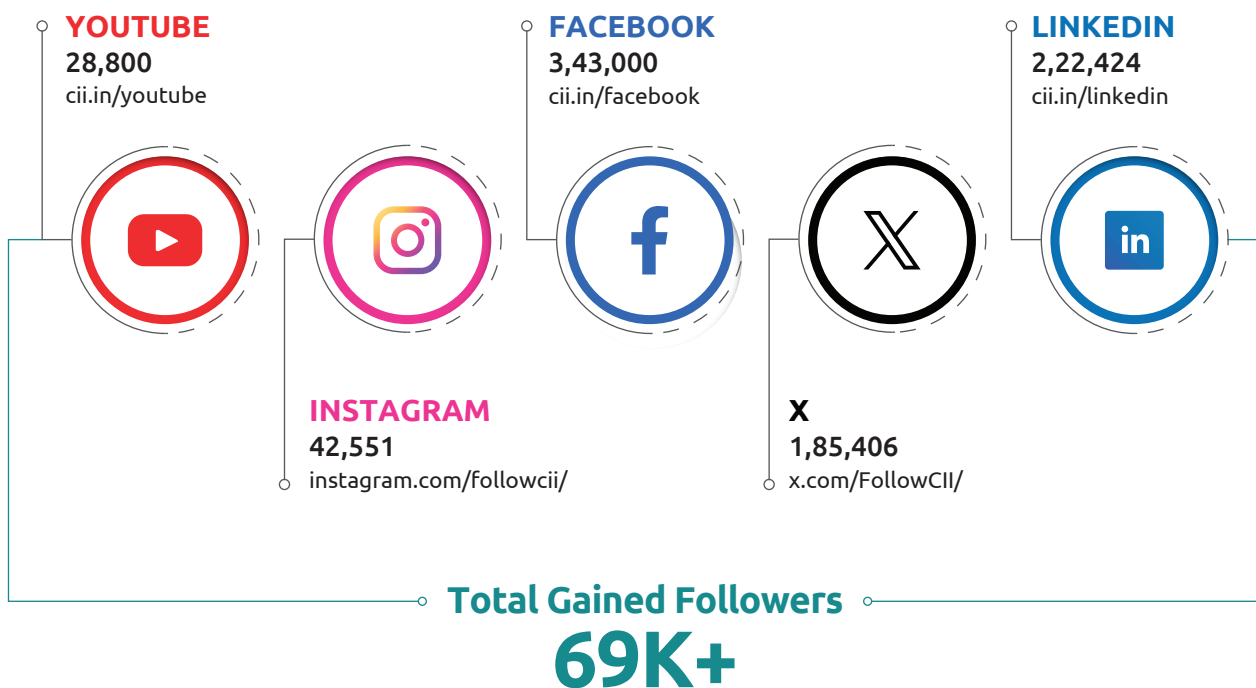 YOUTUBE
28,800
cii.in/youtube
FACEBOOK
3,43,000
cii.in/facebook
LINKEDIN
2,22,424
cii.in/linkedin
in
INSTAGRAM
42,551
instagram.com/followcii/
X
1,85,406
x.com/FollowCII/
Total Gained Followers
69K+